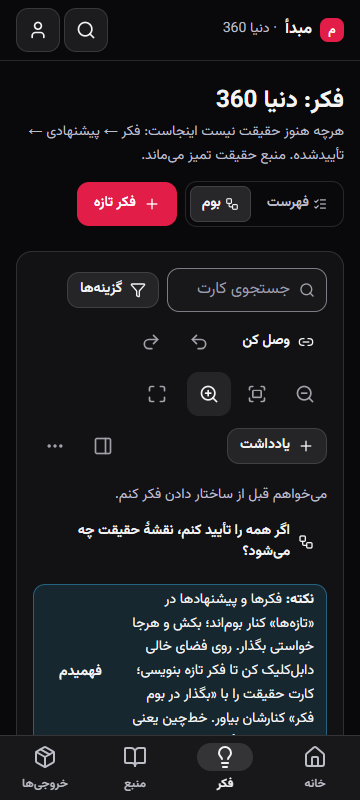 م مبدأ · دنیا 360
فکر: دنیا 360
هرچه هنوز حقیقت نیست اینجاست: فکر ← پیشنهادی ←
تأییدشده. منبع حقیقت تمیز می‌ماند.
فهرست بوم + فکر تازه
جستجوی کارت گزینه‌ها
وصل کن
+ یادداشت
می‌خواهم قبل از ساختار دادن فکر کنم.
اگر همه را تأیید کنم، نقشهٔ حقیقت چه
می‌شود؟
نکته: فکرها و پیشنهادها در
«تازه‌ها» کنار بوم‌اند؛ بکش و هرجا
خواستی بگذار. روی فضای خالی
دابل‌کلیک کن تا فکر تازه بنویسی؛
کارت حقیقت را با «بگذار در بوم
فکر» کنارشان بیاور. خط‌چین یعنی
فهمیدم
خانه فکر منبع خروجی‌ها